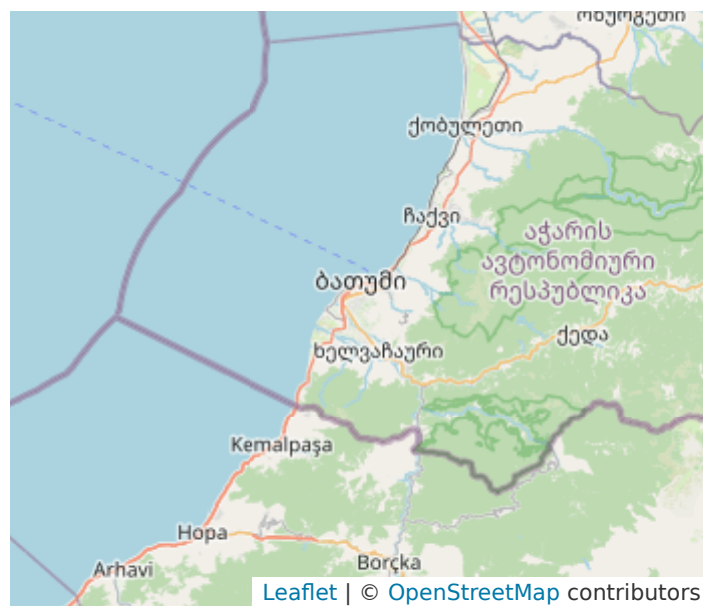 ოზურგეთი
ქობულეთი
ჩაქვი
აჭარის
ავტონომიური
რესპუბლიკა
ბათუმი
ქედა
ხელვაჩაური
Kemalpaşa
Hopa
Arhavi
Borçka
Leaflet | © OpenStreetMap contributors